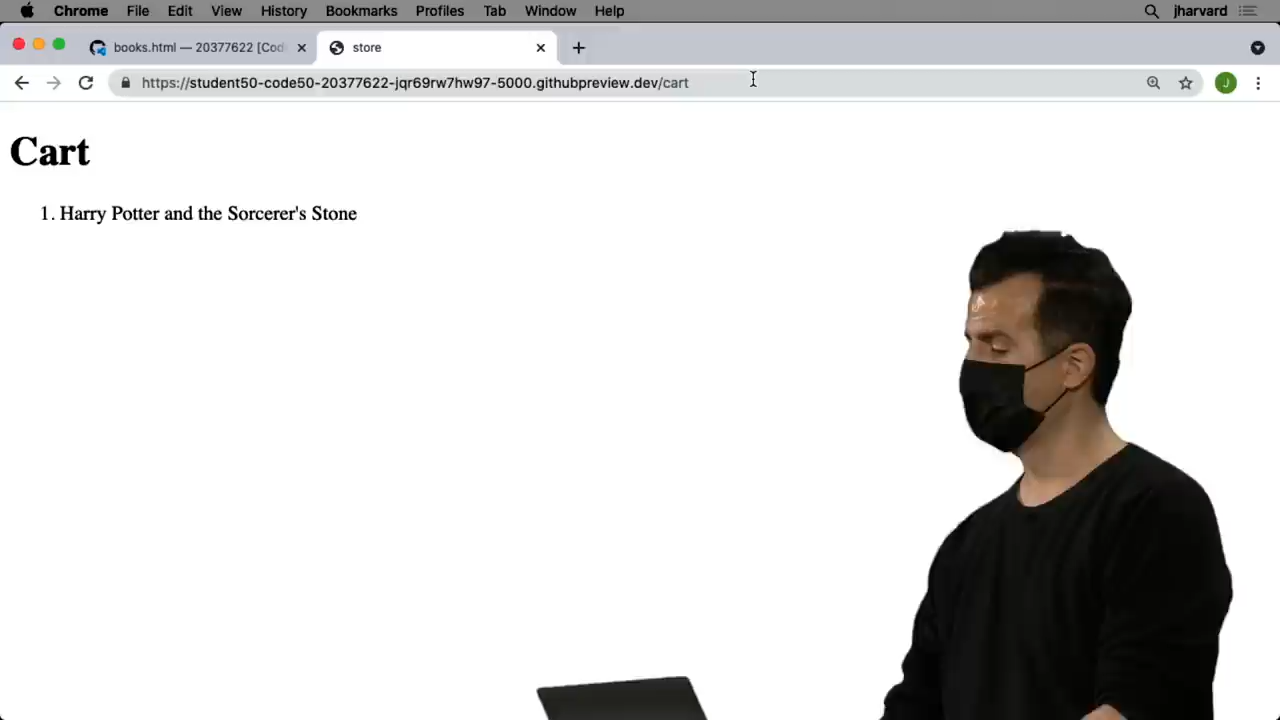 Chrome File Edit View History Bookmarks Profiles Tab Window Help jharvard
books.html — 20377622 [Cod store
https://student50-code50-20377622-jqr69rw7hw97-5000.githubpreview.dev/cart J
Cart
1. Harry Potter and the Sorcerer's Stone